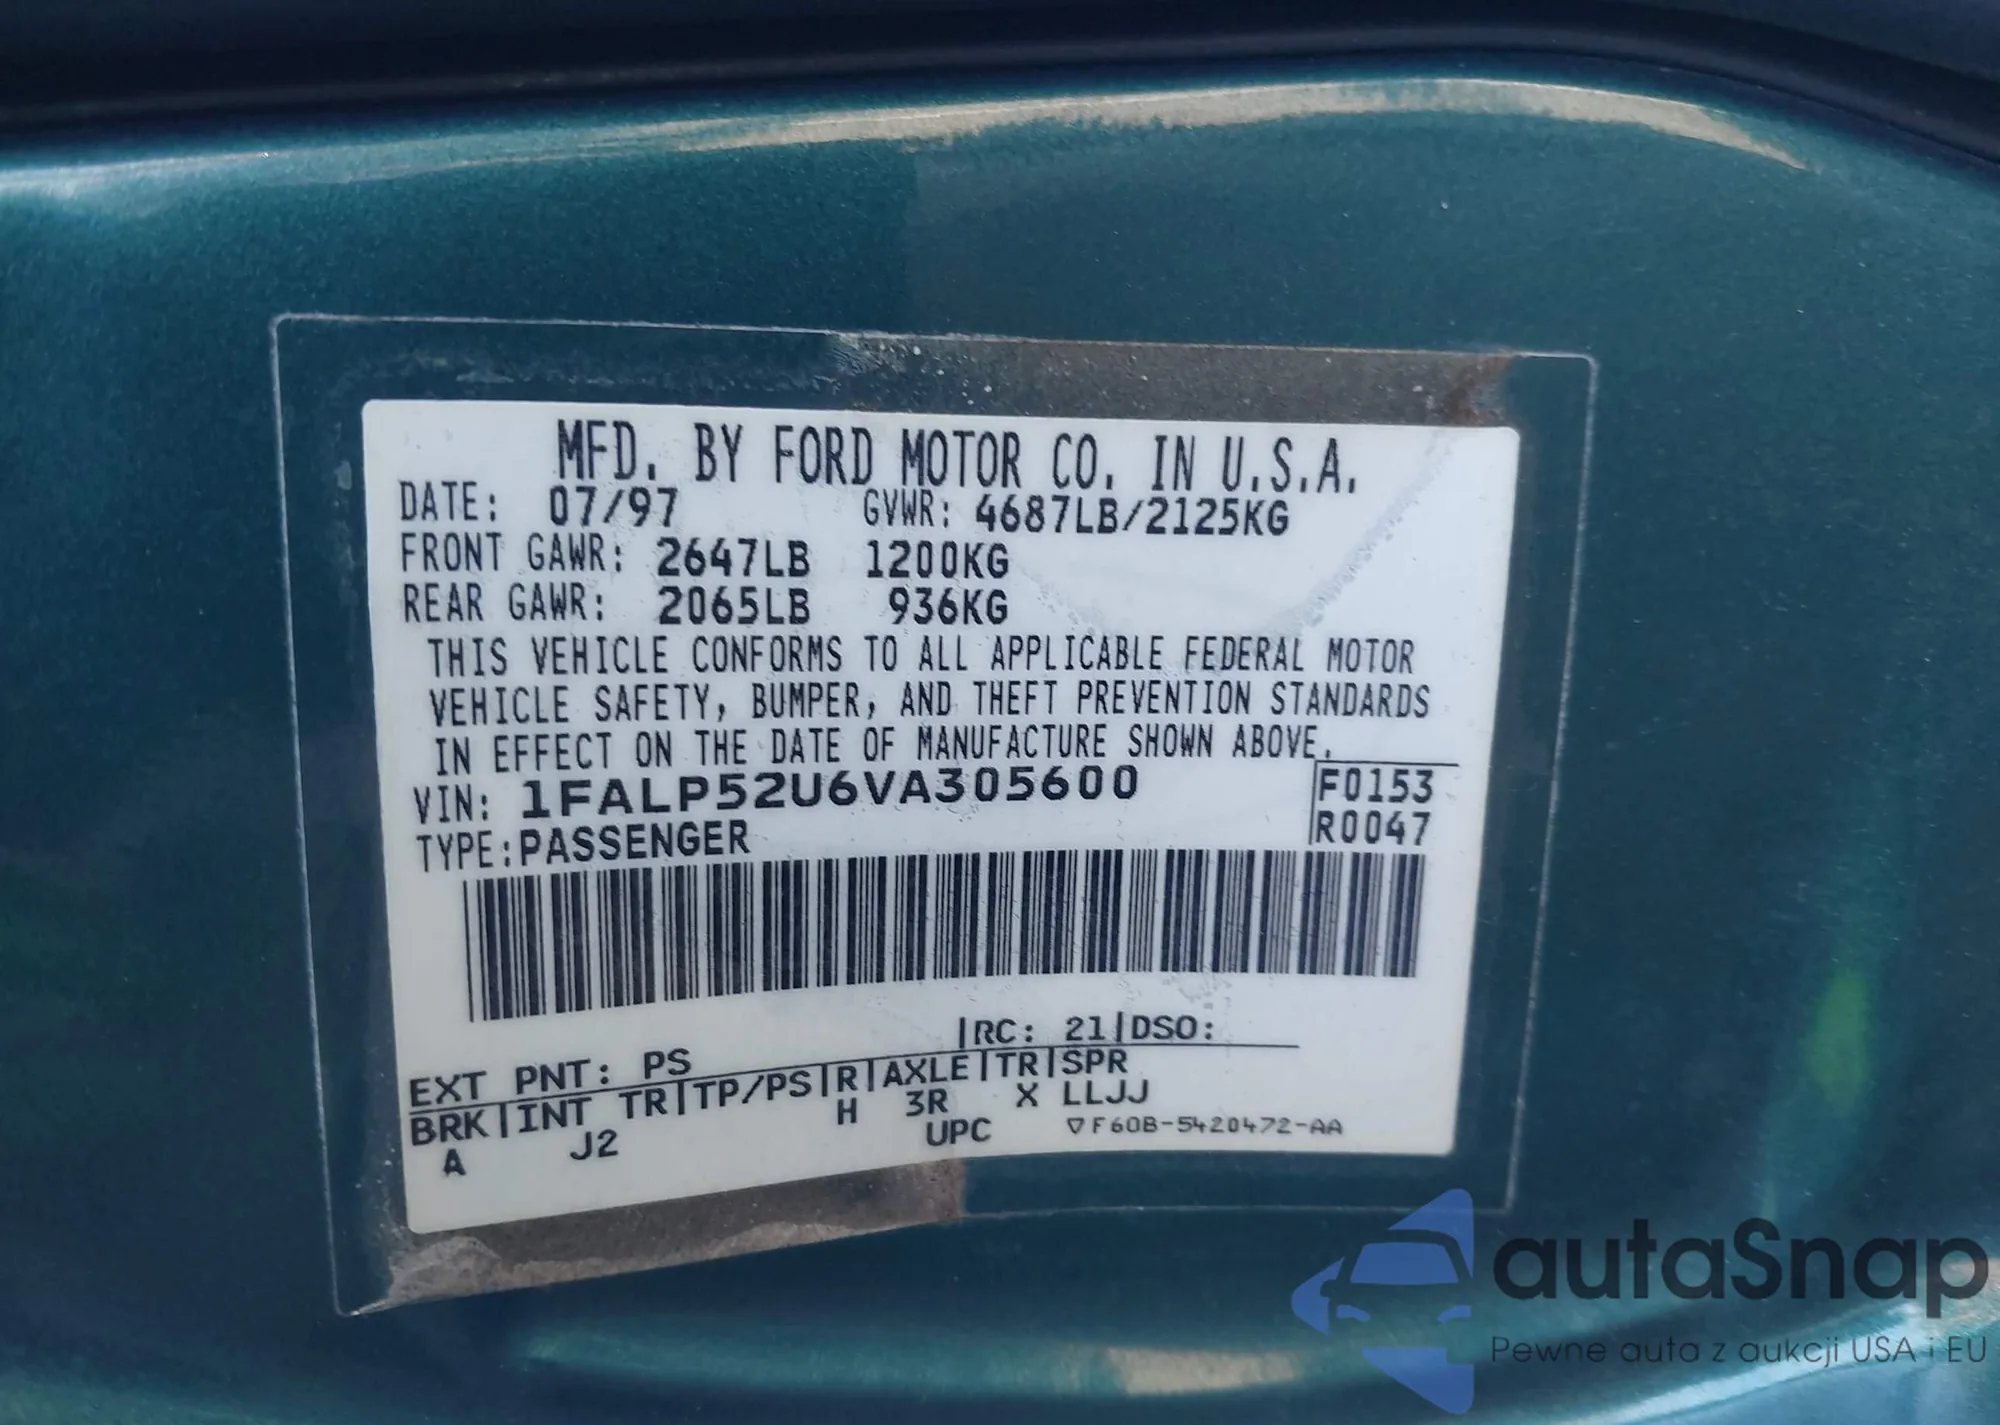 MFD. BY FORD MOTOR CO. IN U.S.A.
DATE: 07/97 GVWR: 4687LB/2125KG
FRONT GAWR: 2647LB 1200KG
REAR GAWR: 2065LB 936KG
THIS VEHICLE CONFORMS TO ALL APPLICABLE FEDERAL MOTOR
VEHICLE SAFETY, BUMPER, AND THEFT PREVENTION STANDARDS
IN EFFECT ON THE DATE OF MANUFACTURE SHOWN ABOVE.
VIN: 1FALP52U6VA305600 F0153
TYPE: PASSENGER R0047
RC: 21 DSO:
EXT PNT: PS
BRK INT TR TP/PS R AXLE TR SPR
A J2 H 3R X LLJJ
UPC ▽F60B-5420472-AA
autaSnap
Pewne auta z aukcji USA i EU